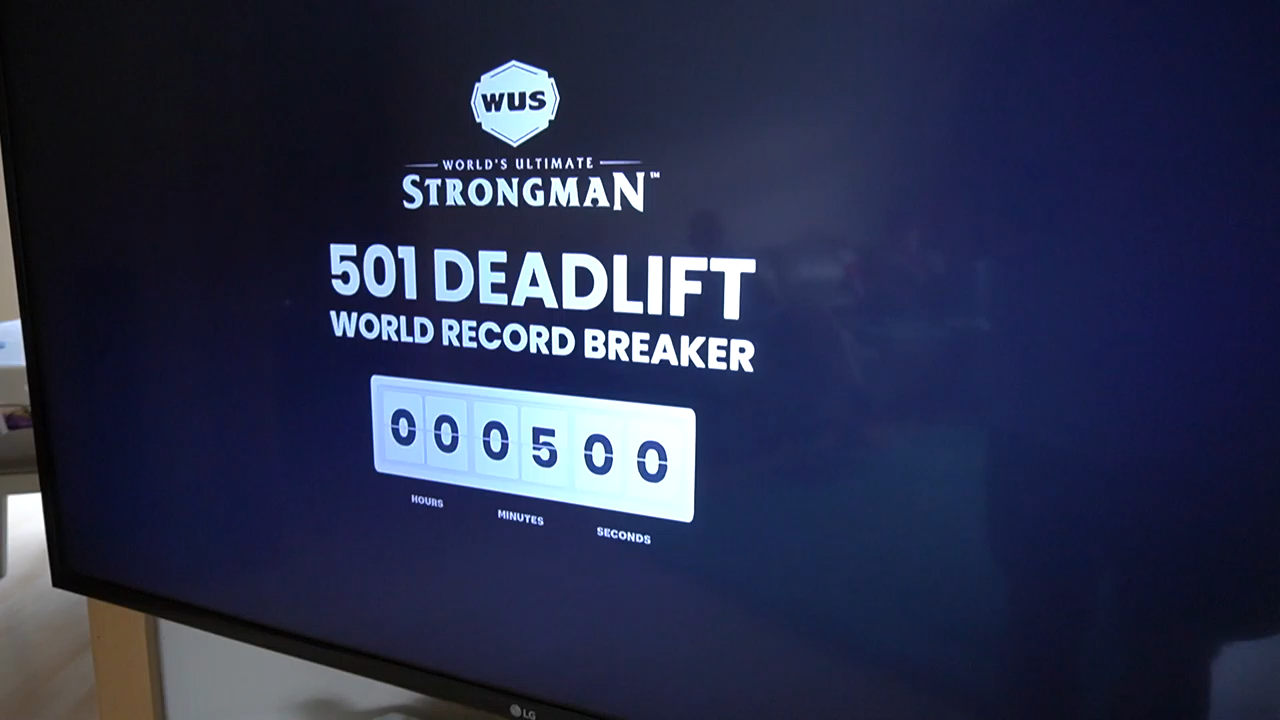 WUS
WORLD'S ULTIMATE
STRONGMAN™
501 DEADLIFT
WORLD RECORD BREAKER
000500
HOURS MINUTES SECONDS
LG